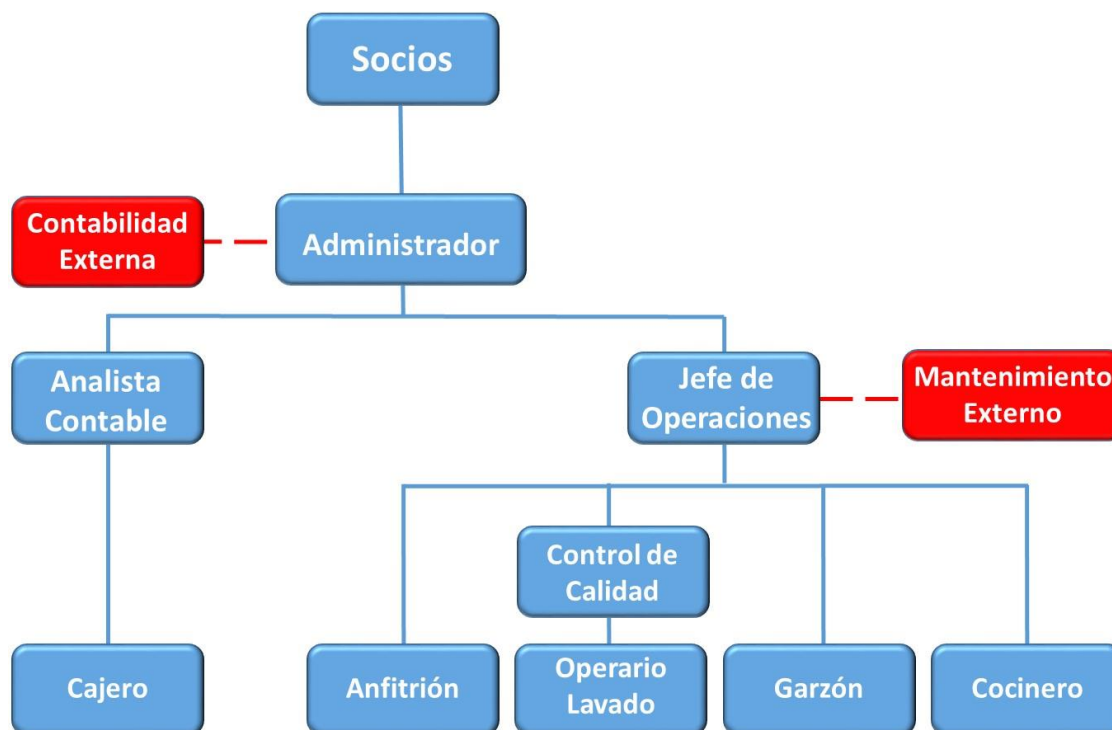 Socios
Contabilidad
Externa
Administrador
Analista
Contable
Jefe de
Operaciones
Mantenimiento
Externo
Control de
Calidad
Cajero
Anfitrión
Operario
Lavado
Garzón
Cocinero